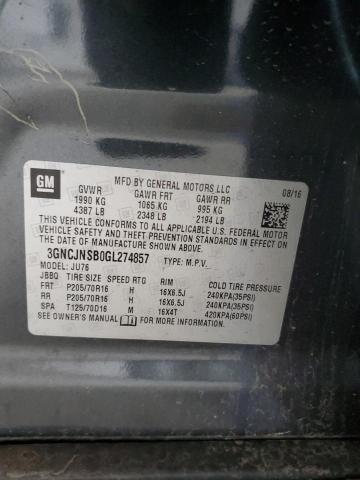 GM
MFD BY GENERAL MOTORS LLC
08/16
GVWR GAWR FRT GAWR RR
1990 KG 1065 KG 995 KG
4387 LB 2348 LB 2194 LB
THIS VEHICLE CONFORMS TO ALL APPLICABLE U.S. FEDERAL MOTOR
VEHICLE SAFETY AND THEFT PREVENTION STANDARDS IN EFFECT ON THE
DATE OF MANUFACTURE SHOWN ABOVE.
3GNCJNSB0GL274857 TYPE: M.P.V.
MODEL: JU76
JBBQ TIRE SIZE SPEED RTG RIM COLD TIRE PRESSURE
FRT P205/70R16 H 16X6.5J 240KPA(35PSI)
RR P205/70R16 H 16X6.5J 240KPA(35PSI)
SPA T125/70D16 M 16X4T 420KPA(60PSI)
SEE OWNER'S MANUAL FOR MORE INFORMATION